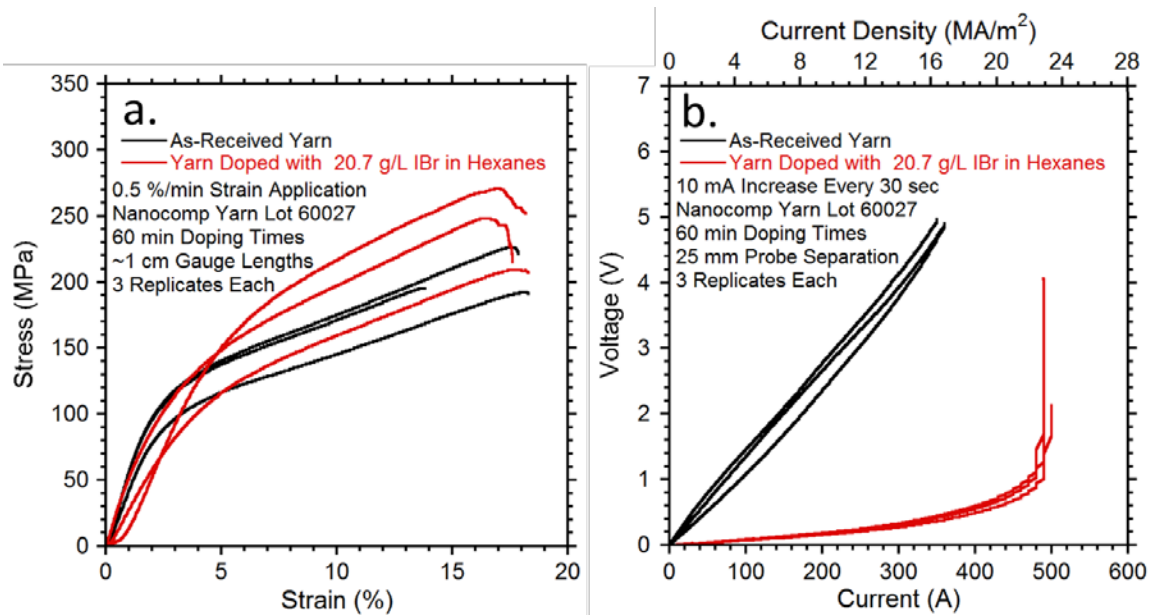 350
300
250
200
150
100
50
0
Stress (MPa)
a.
As-Received Yarn
Yarn Doped with 20.7 g/L IBr in Hexanes
0.5 %/min Strain Application
Nanocomp Yarn Lot 60027
60 min Doping Times
~1 cm Gauge Lengths
3 Replicates Each
0 5 10 15 20
Strain (%)
Current Density (MA/m²)
0 4 8 12 16 20 24 28
7
6
5
4
3
2
1
0
Voltage (V)
b.
As-Received Yarn
Yarn Doped with 20.7 g/L IBr in Hexanes
10 mA Increase Every 30 sec
Nanocomp Yarn Lot 60027
60 min Doping Times
25 mm Probe Separation
3 Replicates Each
0 100 200 300 400 500 600
Current (A)